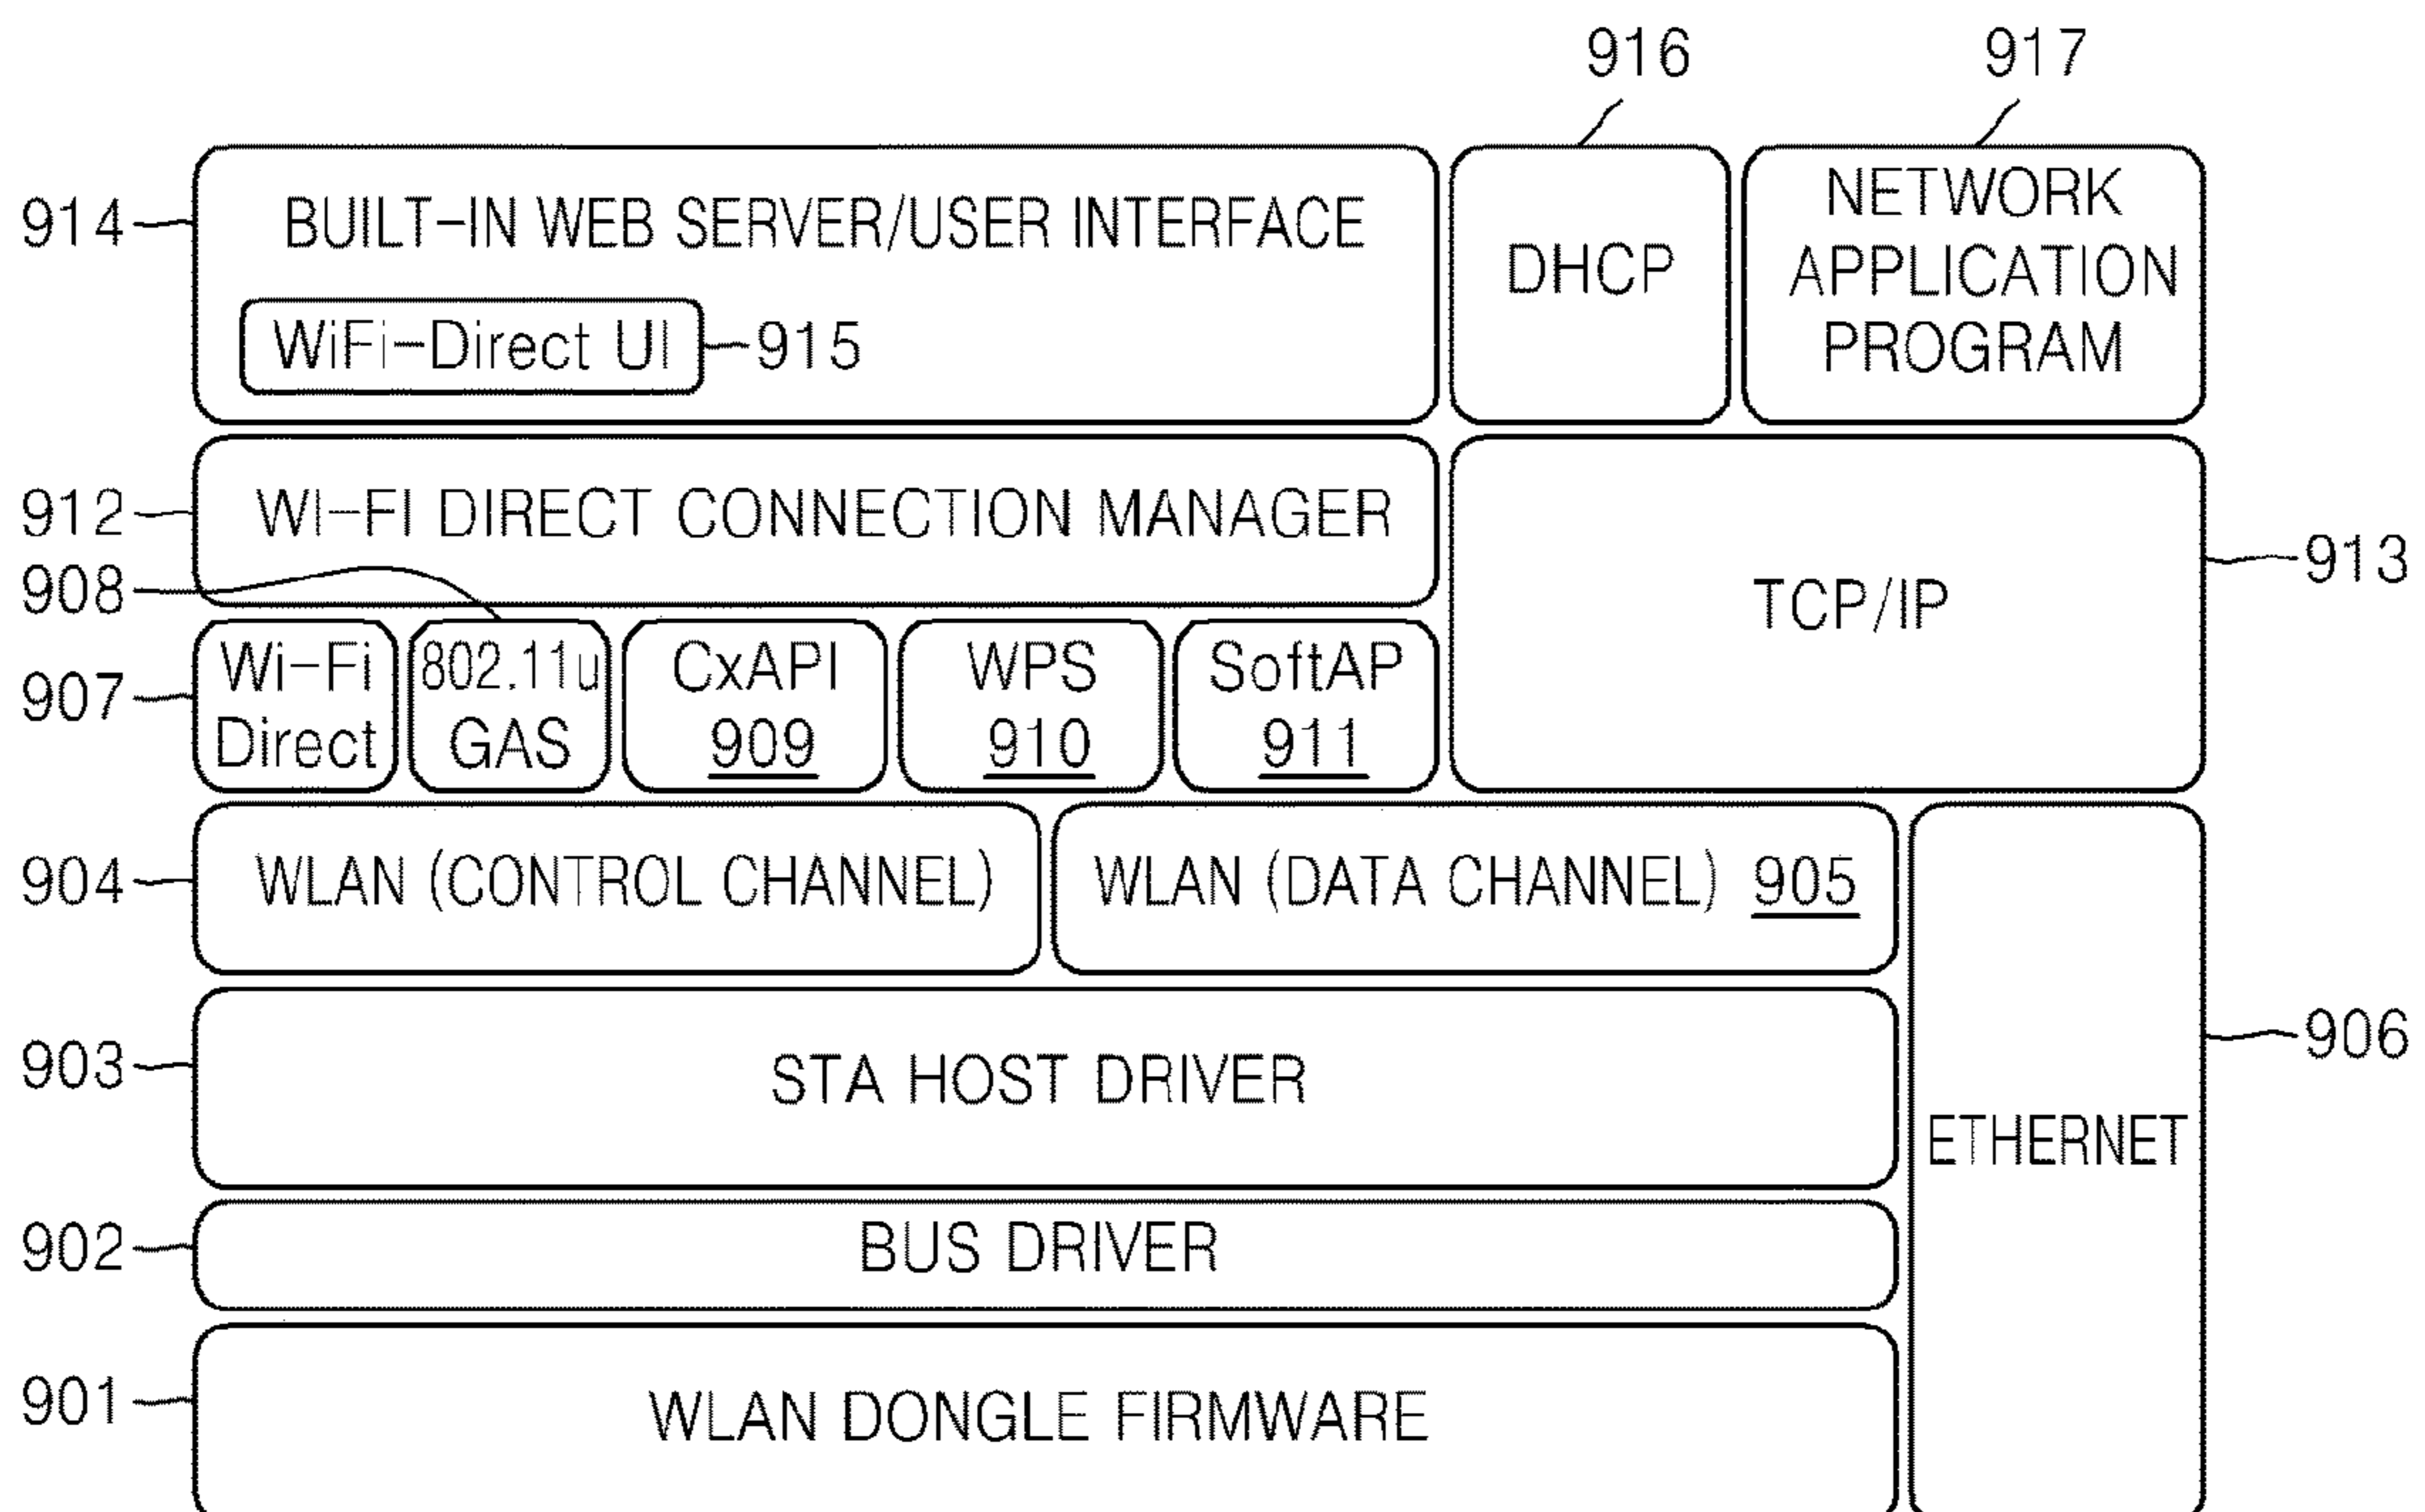 916
917
914
BUILT-IN WEB SERVER/USER INTERFACE
DHCP
NETWORK
APPLICATION
PROGRAM
WiFi-Direct UI
915
912
WI-FI DIRECT CONNECTION MANAGER
908
TCP/IP
913
907
Wi-Fi
Direct
802.11u
GAS
CxAPI
909
WPS
910
SoftAP
911
904
WLAN (CONTROL CHANNEL)
WLAN (DATA CHANNEL) 905
903
STA HOST DRIVER
906
ETHERNET
902
BUS DRIVER
901
WLAN DONGLE FIRMWARE